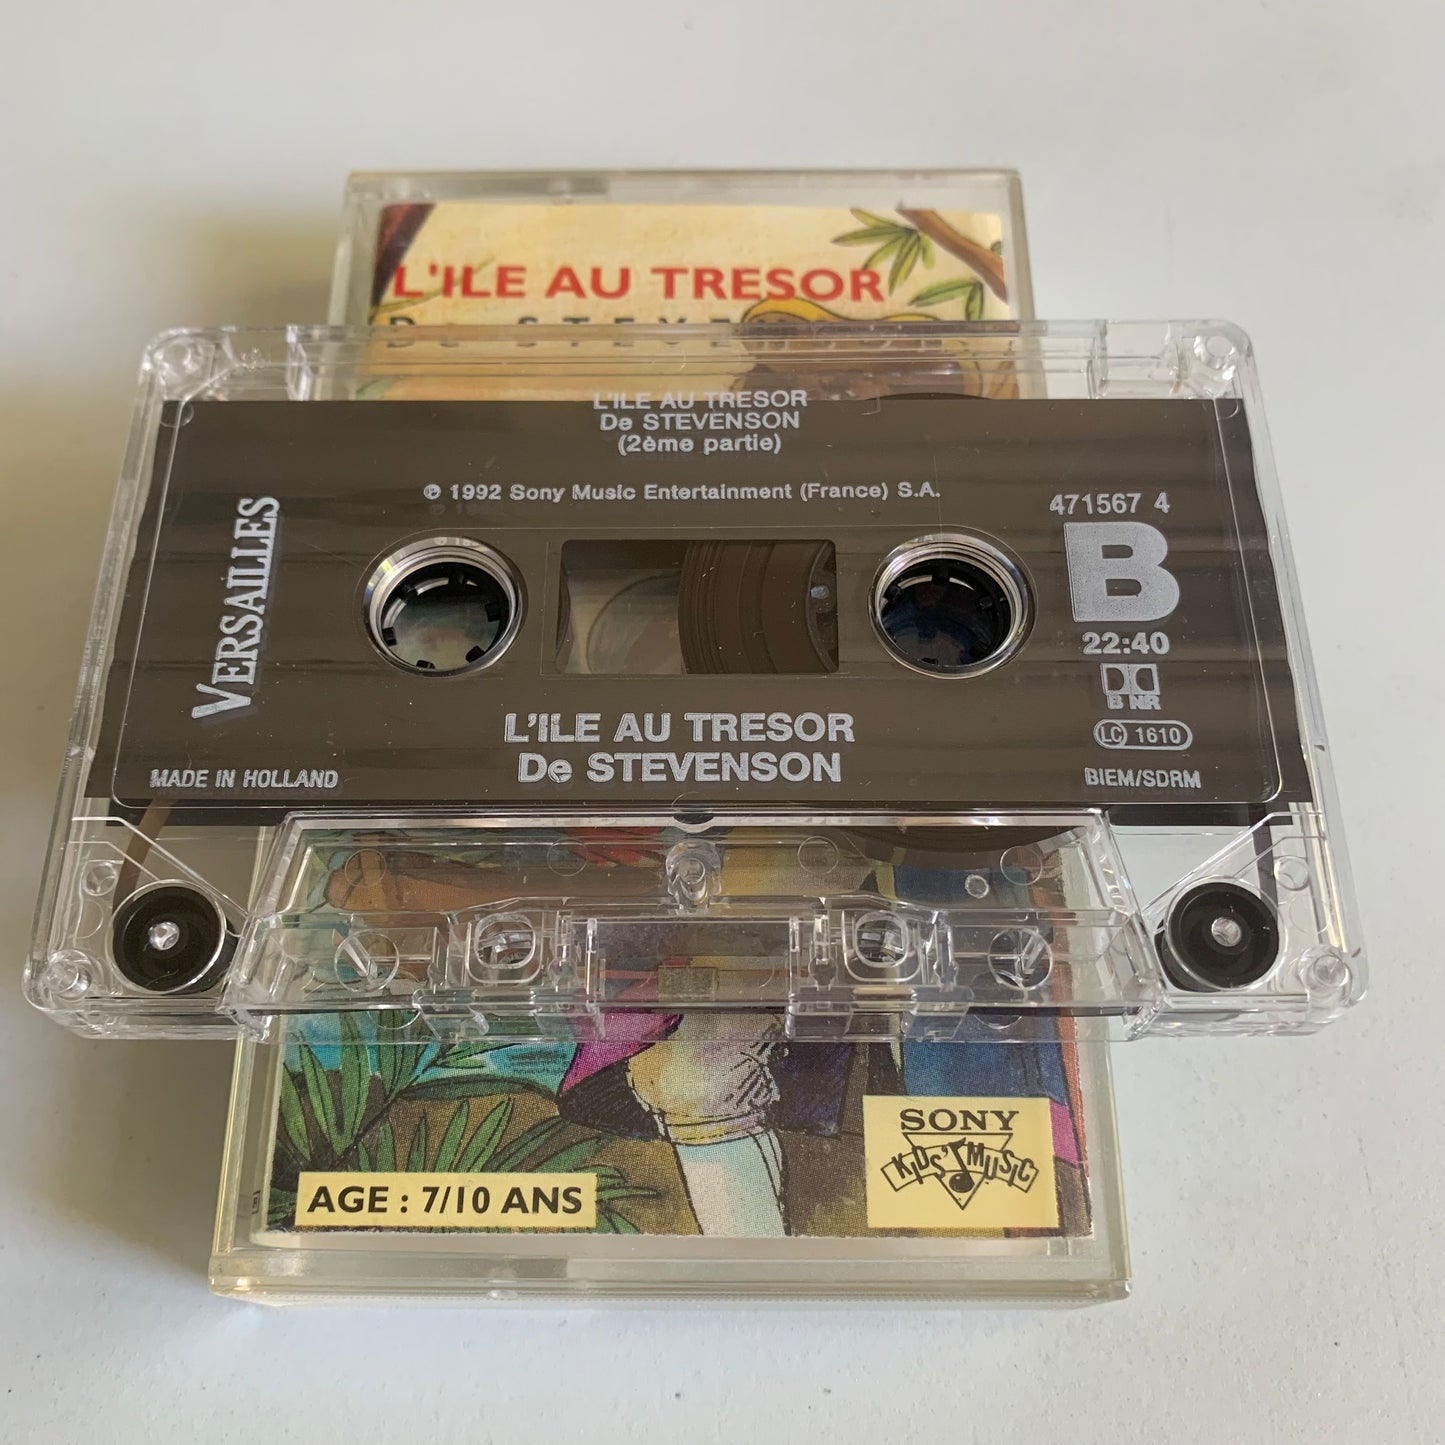 L'ILE AU TRESOR
De STEVENSON
L'ILE AU TRESOR
De STEVENSON
(2ème partie)
℗ 1992 Sony Music Entertainment (France) S.A.
471567 4
B
22:40
B NR
LC 1610
VERSAILLES
L'ILE AU TRESOR
De STEVENSON
MADE IN HOLLAND
BIEM/SDRM
SONY
KIDS' MUSIC
AGE : 7/10 ANS